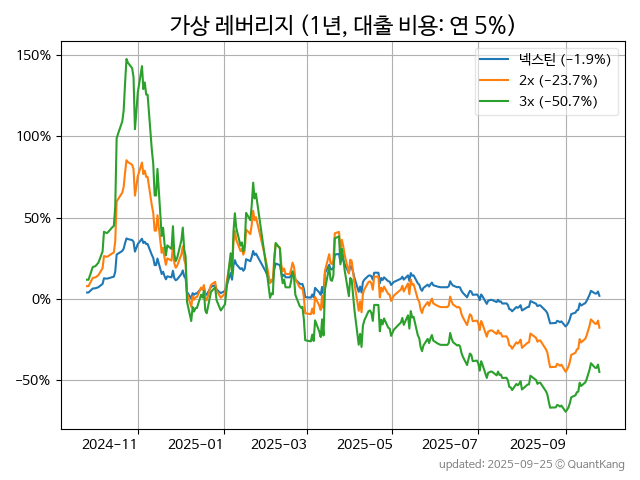 가상 레버리지 (1년, 대출 비용: 연 5%)
넥스틴 (−1.9%)
2x (−23.7%)
3x (−50.7%)
150%
100%
50%
0%
−50%
2024-11
2025-01
2025-03
2025-05
2025-07
2025-09
updated: 2025-09-25 © QuantKang